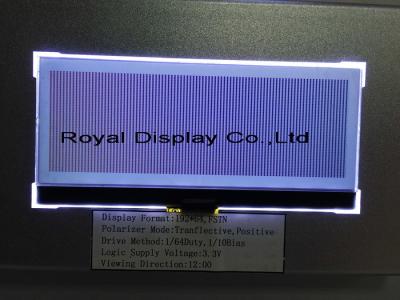 Royal Display Co.,Ltd
Display Format:192*64,FSTN
Polarizer Mode:Tranflective,Positive
Drive Method:1/64Duty,1/10Bias
Logic Supply Voltage:3.3V
Viewing Direction:12:00